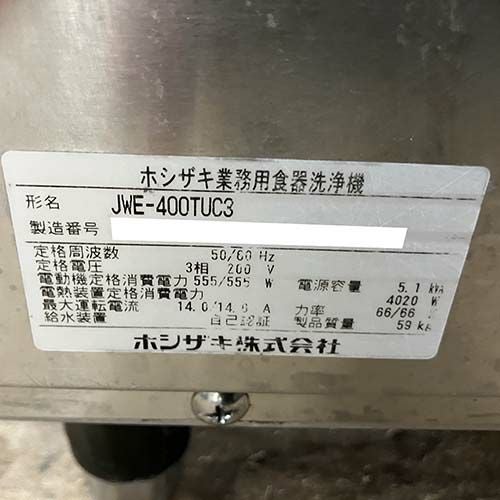 ホシザキ業務用食器洗浄機
形名 JWE-400TUC3
製造番号
定格周波数 50/60 Hz
定格電圧 3相 200 V
電動機定格消費電力 555/555 W 電源容量 5.1 kVA
電熱装置定格消費電力 4020 W
最大運転電流 14.0/14. A 力率 66/66
給水装置 自己認証 製品質量 59 kg
ホシザキ株式会社